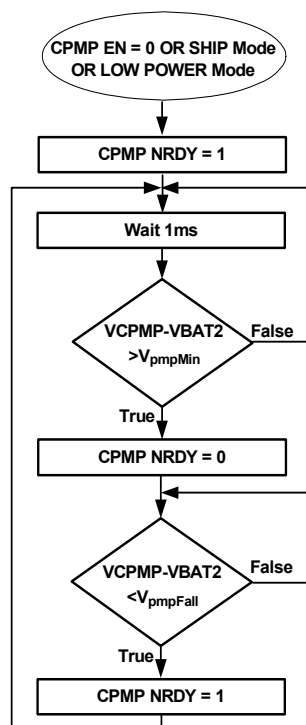 CPMP EN = 0 OR SHIP Mode
OR LOW POWER Mode
CPMP NRDY = 1
Wait 1ms
VCPMP-VBAT2
>VpmpMin
False
True
CPMP NRDY = 0
VCPMP-VBAT2
<VpmpFall
False
True
CPMP NRDY = 1